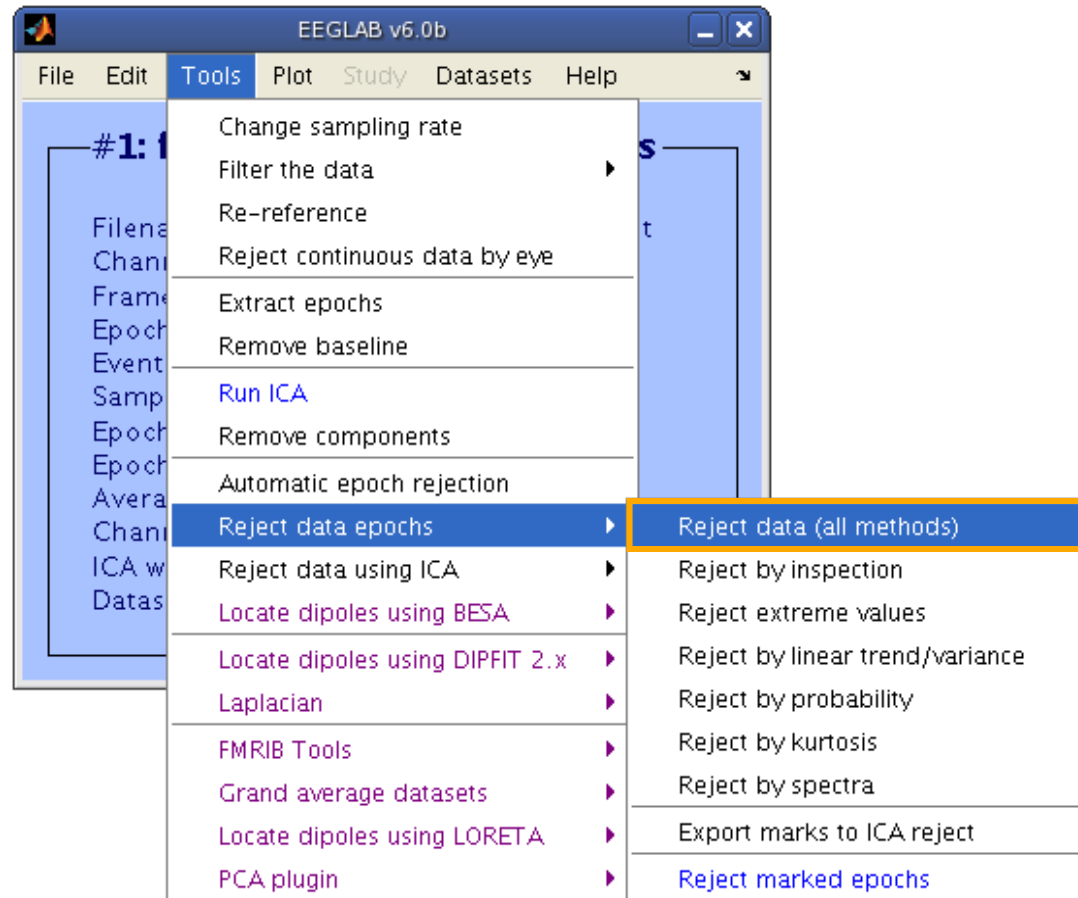 EEGLAB v6.0b
File Edit Tools Plot Study Datasets Help
#1:
Change sampling rate
Filter the data
Re-reference
Reject continuous data by eye
Extract epochs
Remove baseline
Run ICA
Remove components
Automatic epoch rejection
Reject data epochs
Reject data using ICA
Locate dipoles using BESA
Locate dipoles using DIPFIT 2.x
Laplacian
FMRIB Tools
Grand average datasets
Locate dipoles using LORETA
PCA plugin
Reject data (all methods)
Reject by inspection
Reject extreme values
Reject by linear trend/variance
Reject by probability
Reject by kurtosis
Reject by spectra
Export marks to ICA reject
Reject marked epochs
s
Filena t
Chann
Frame
Epoch
Event
Samp
Epoch
Epoch
Avera
Chann
ICA w
Datas